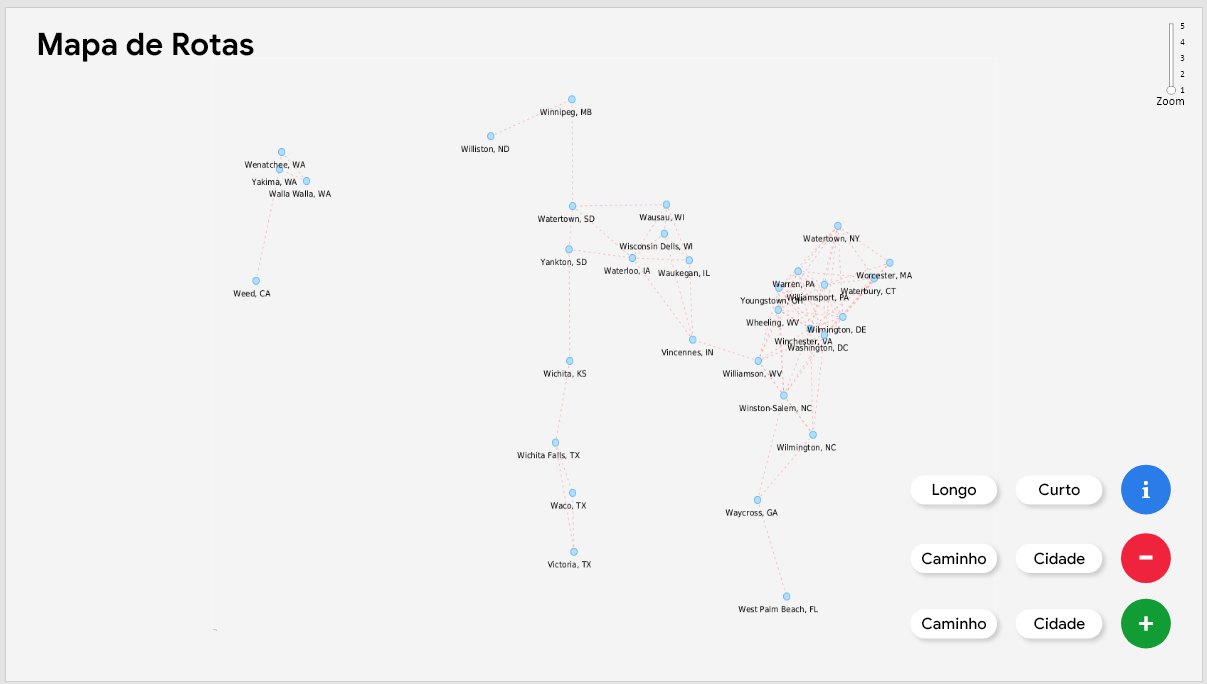 Mapa de Rotas
5
4
3
2
1
Zoom
Winnipeg, MB
Williston, ND
Wenatchee, WA
Yakima, WA
Walla Walla, WA
Watertown, SD
Wausau, WI
Watertown, NY
Wisconsin Dells, WI
Yankton, SD
Waterloo, IA
Waukegan, IL
Worcester, MA
Warren, PA
Waterbury, CT
Weed, CA
Williamsport, PA
Youngstown, OH
Wheeling, WV
Wilmington, DE
Winchester, VA
Washington, DC
Vincennes, IN
Wichita, KS
Williamson, WV
Winston-Salem, NC
Wilmington, NC
Wichita Falls, TX
Waco, TX
Waycross, GA
Victoria, TX
West Palm Beach, FL
Longo Curto i
Caminho Cidade -
Caminho Cidade +